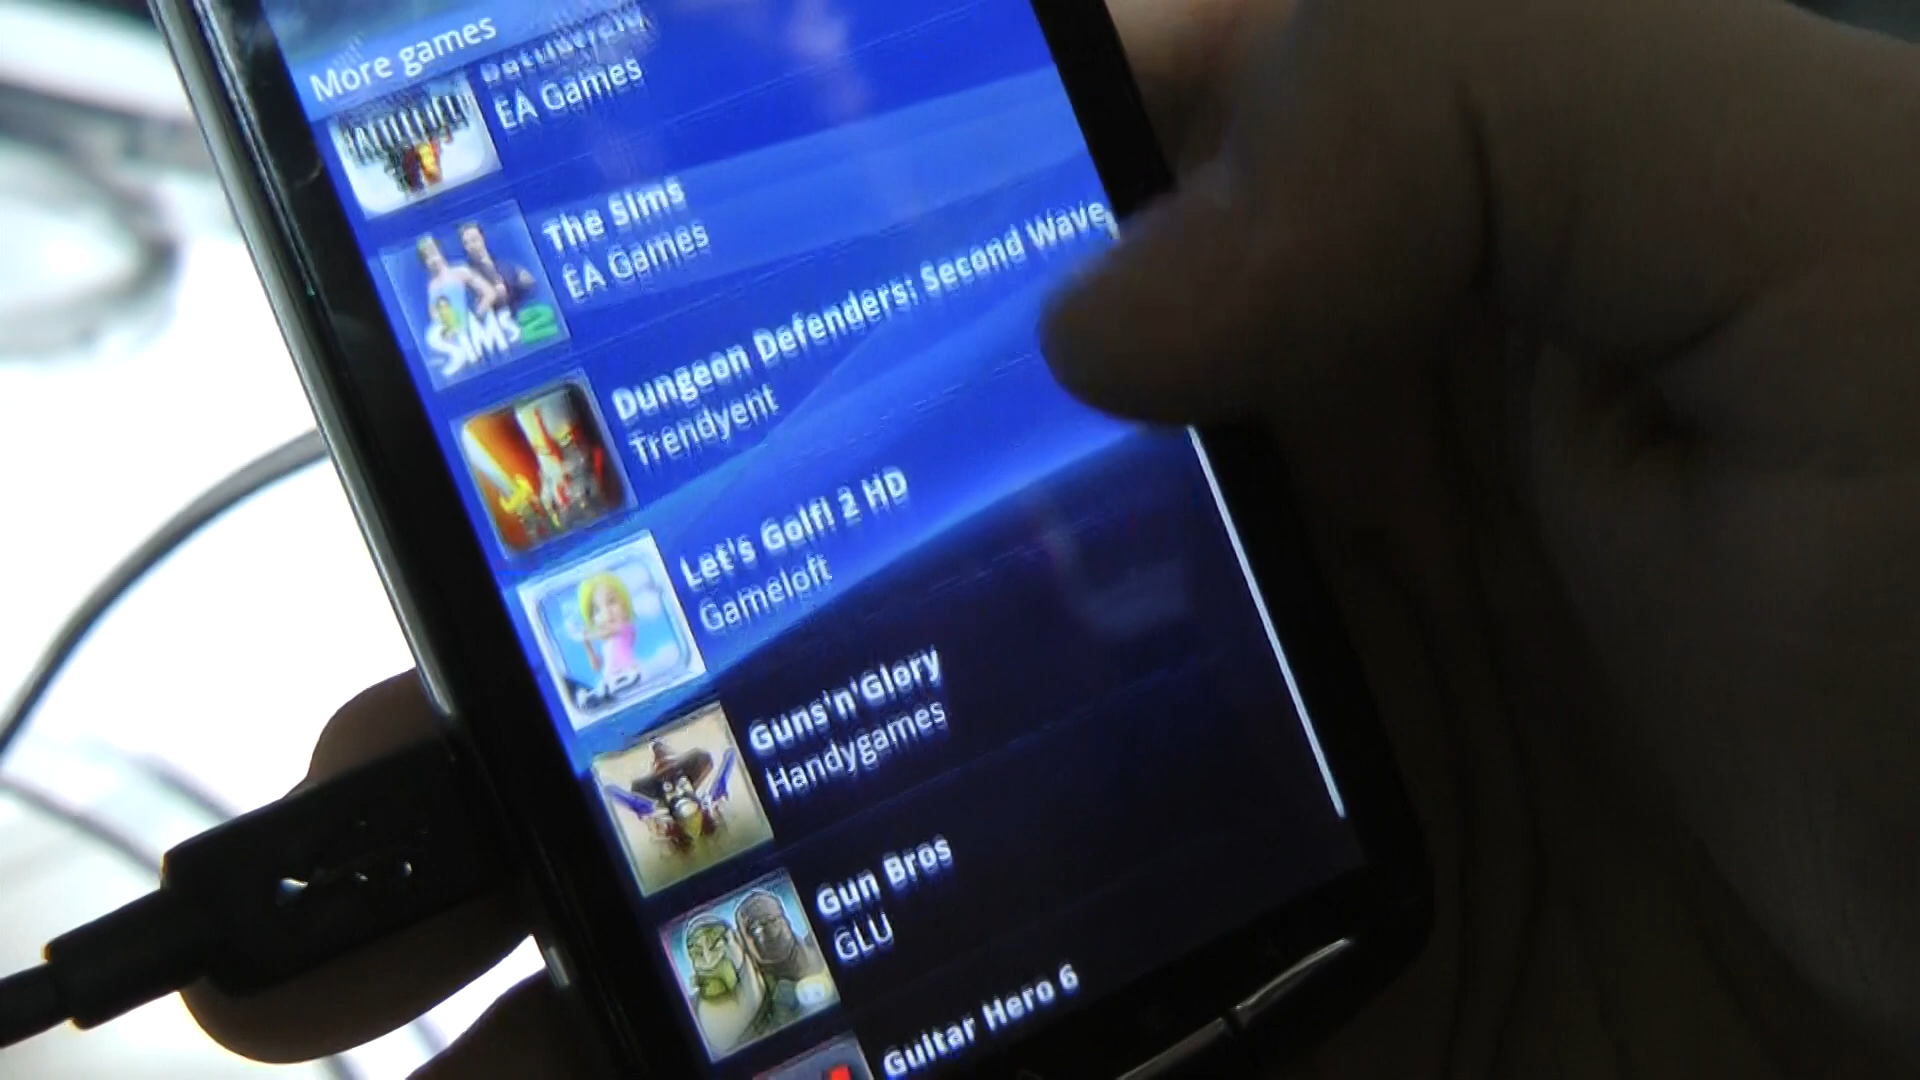 More games
EA Games
The Sims
EA Games
SiMS 2
Dungeon Defenders: Second Wave,
Trendyent
Let's Golf! 2 HD
Gameloft
HD
Guns'n'Glory
Handygames
Gun Bros
GLU
Guitar Hero 6